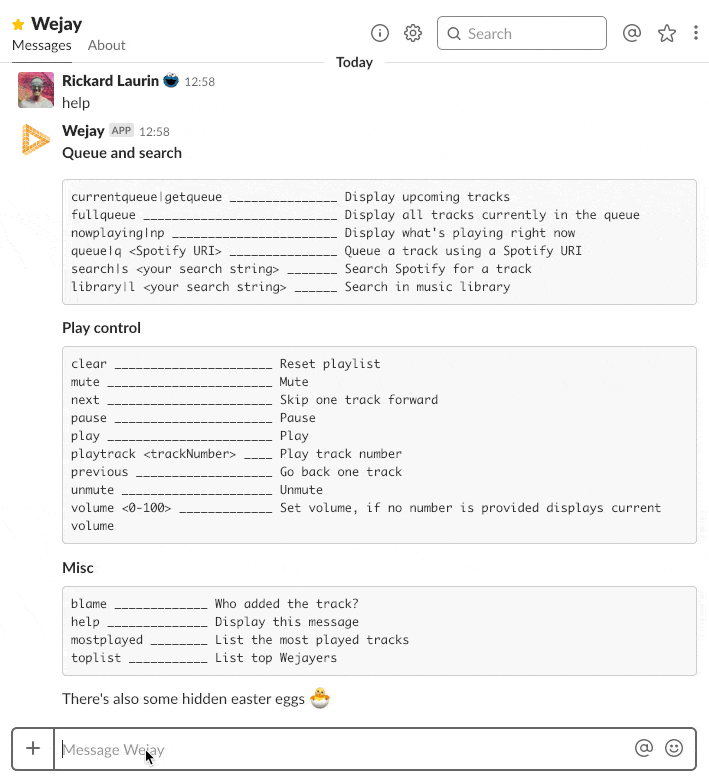 Wejay
Messages About
Search
Today
Rickard Laurin 12:58
help
Wejay APP 12:58
Queue and search
currentqueue|getqueue _______________ Display upcoming tracks
fullqueue ___________________________ Display all tracks currently in the queue
nowplaying|np _______________________ Display what's playing right now
queue|q <Spotify URI> _______________ Queue a track using a Spotify URI
search|s <your search string> _______ Search Spotify for a track
library|l <your search string> ______ Search in music library
Play control
clear ______________________ Reset playlist
mute _______________________ Mute
next _______________________ Skip one track forward
pause ______________________ Pause
play _______________________ Play
playtrack <trackNumber> ____ Play track number
previous ___________________ Go back one track
unmute _____________________ Unmute
volume <0-100> _____________ Set volume, if no number is provided displays current
volume
Misc
blame _____________ Who added the track?
help ______________ Display this message
mostplayed ________ List the most played tracks
toplist ___________ List top Wejayers
There's also some hidden easter eggs
Message Wejay